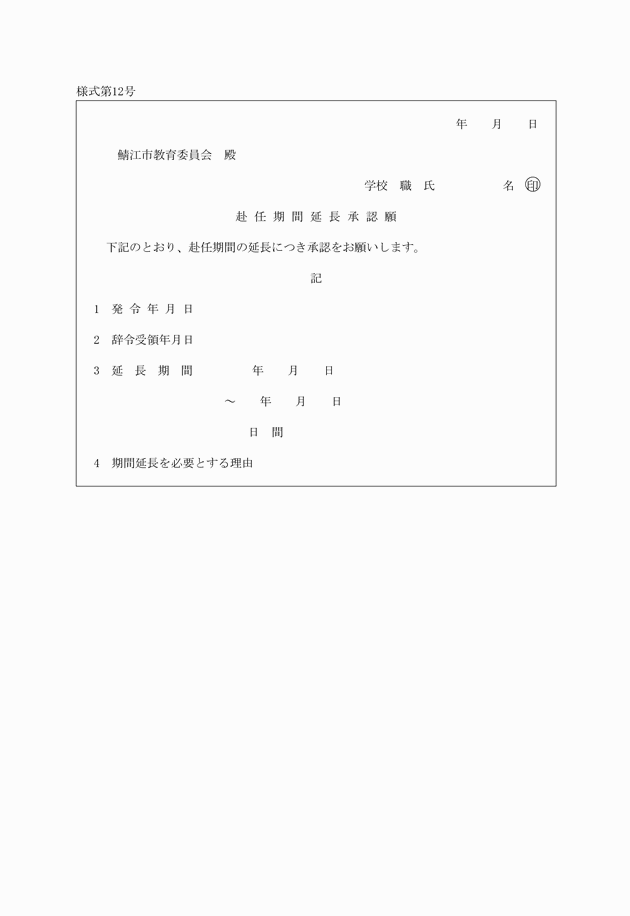 様式第12号
年　　月　　日
鯖江市教育委員会　殿
学校　職　氏　　　　　　名　㊞
赴任期間延長承認願
下記のとおり、赴任期間の延長につき承認をお願いします。
記
1　発令年月日
2　辞令受領年月日
3　延　長　期　間　　　　　年　　月　　日
～　　年　　月　　日
日　間
4　期間延長を必要とする理由